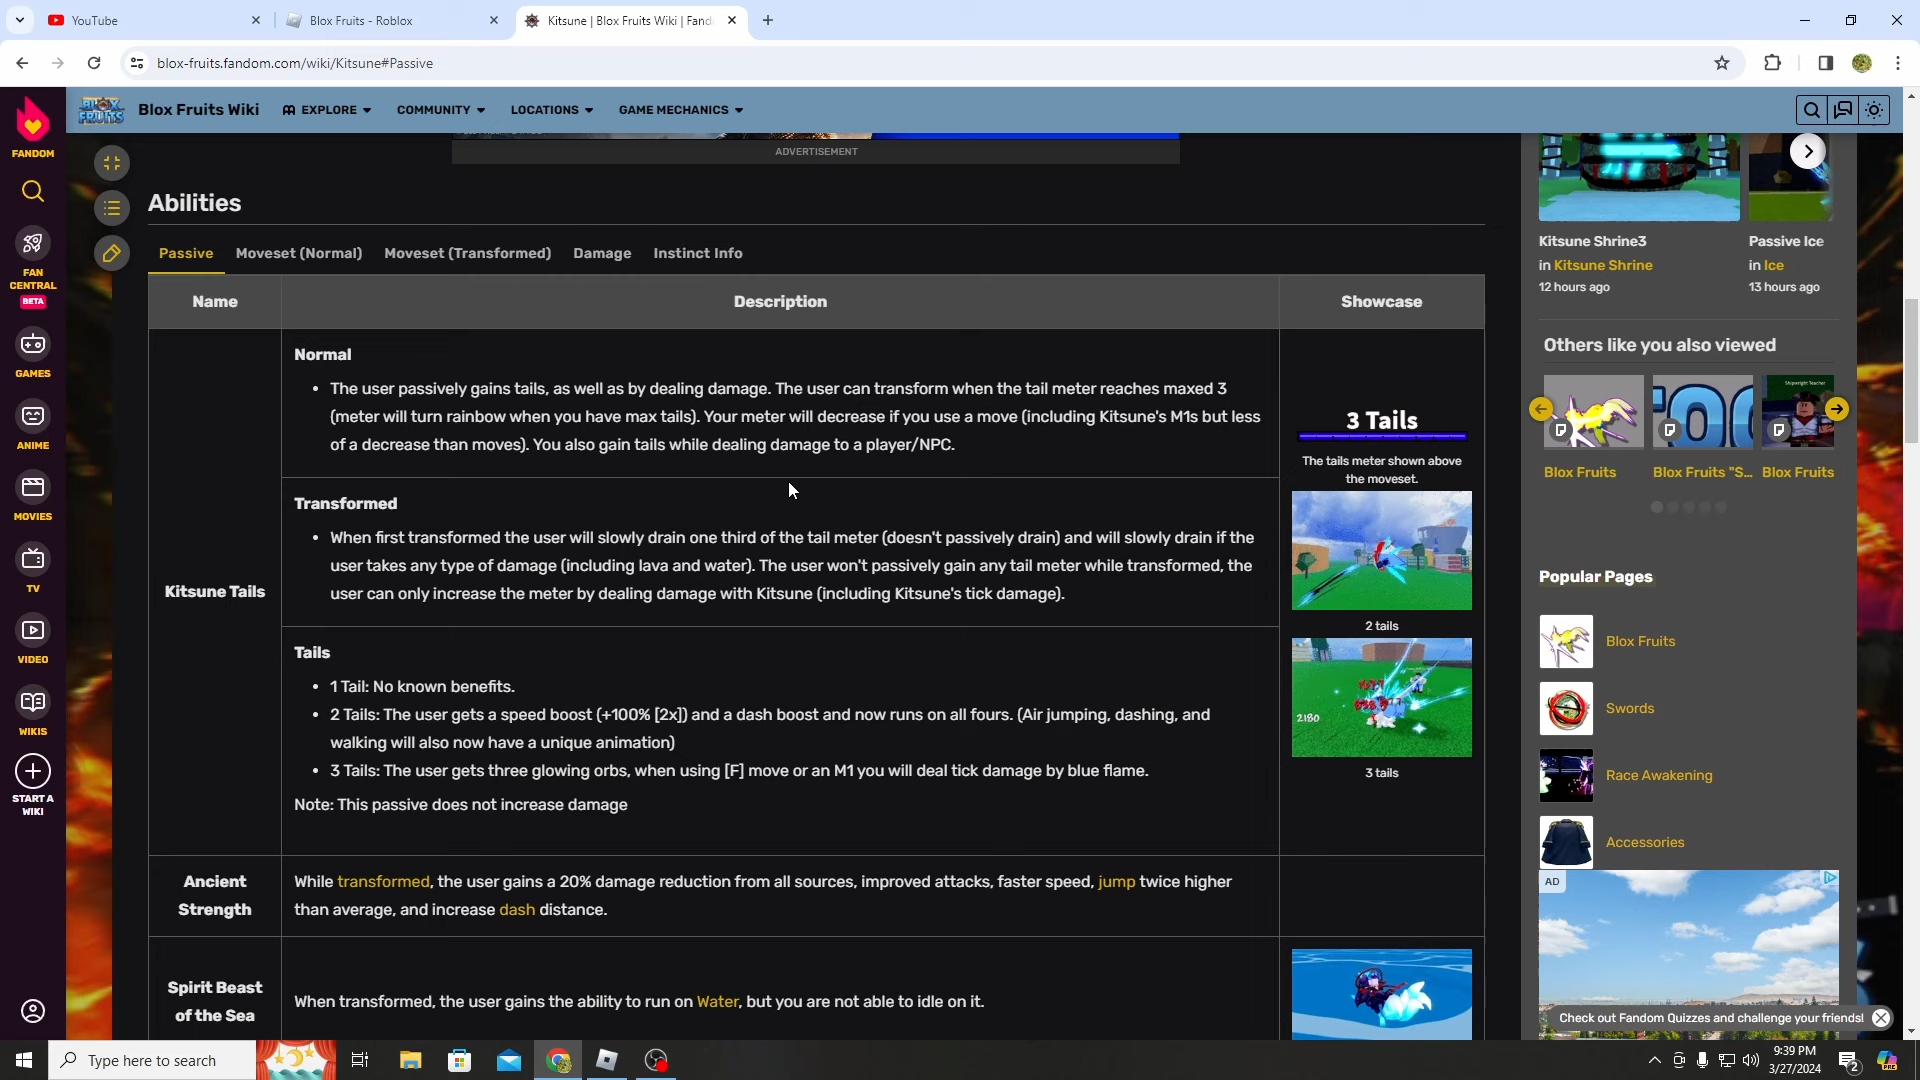 YouTube
Blox Fruits - Roblox
Kitsune | Blox Fruits Wiki | Fand
blox-fruits.fandom.com/wiki/Kitsune#Passive
BLOX FRUITS
Blox Fruits Wiki
EXPLORE
COMMUNITY
LOCATIONS
GAME MECHANICS
FANDOM
FAN CENTRAL
BETA
GAMES
ANIME
MOVIES
TV
VIDEO
WIKIS
START A WIKI
ADVERTISEMENT
Abilities
Passive
Moveset (Normal)
Moveset (Transformed)
Damage
Instinct Info
Name
Description
Showcase
Kitsune Tails
Normal
• The user passively gains tails, as well as by dealing damage. The user can transform when the tail meter reaches maxed 3
(meter will turn rainbow when you have max tails). Your meter will decrease if you use a move (including Kitsune's M1s but less
of a decrease than moves). You also gain tails while dealing damage to a player/NPC.
Transformed
• When first transformed the user will slowly drain one third of the tail meter (doesn't passively drain) and will slowly drain if the
user takes any type of damage (including lava and water). The user won't passively gain any tail meter while transformed, the
user can only increase the meter by dealing damage with Kitsune (including Kitsune's tick damage).
Tails
• 1 Tail: No known benefits.
• 2 Tails: The user gets a speed boost (+100% [2x]) and a dash boost and now runs on all fours. (Air jumping, dashing, and
walking will also now have a unique animation)
• 3 Tails: The user gets three glowing orbs, when using [F] move or an M1 you will deal tick damage by blue flame.
Note: This passive does not increase damage
3 Tails
The tails meter shown above
the moveset.
2 tails
2180
3 tails
Ancient
Strength
While transformed, the user gains a 20% damage reduction from all sources, improved attacks, faster speed, jump twice higher
than average, and increase dash distance.
Spirit Beast
of the Sea
When transformed, the user gains the ability to run on Water, but you are not able to idle on it.
Kitsune Shrine3
in Kitsune Shrine
12 hours ago
Passive Ice
in Ice
13 hours ago
Others like you also viewed
Shipwright Teacher
Blox Fruits
Blox Fruits "S...
Blox Fruits
Popular Pages
Blox Fruits
Swords
Race Awakening
Accessories
AD
Check out Fandom Quizzes and challenge your friends!
Type here to search
9:39 PM
3/27/2024
2
PRE